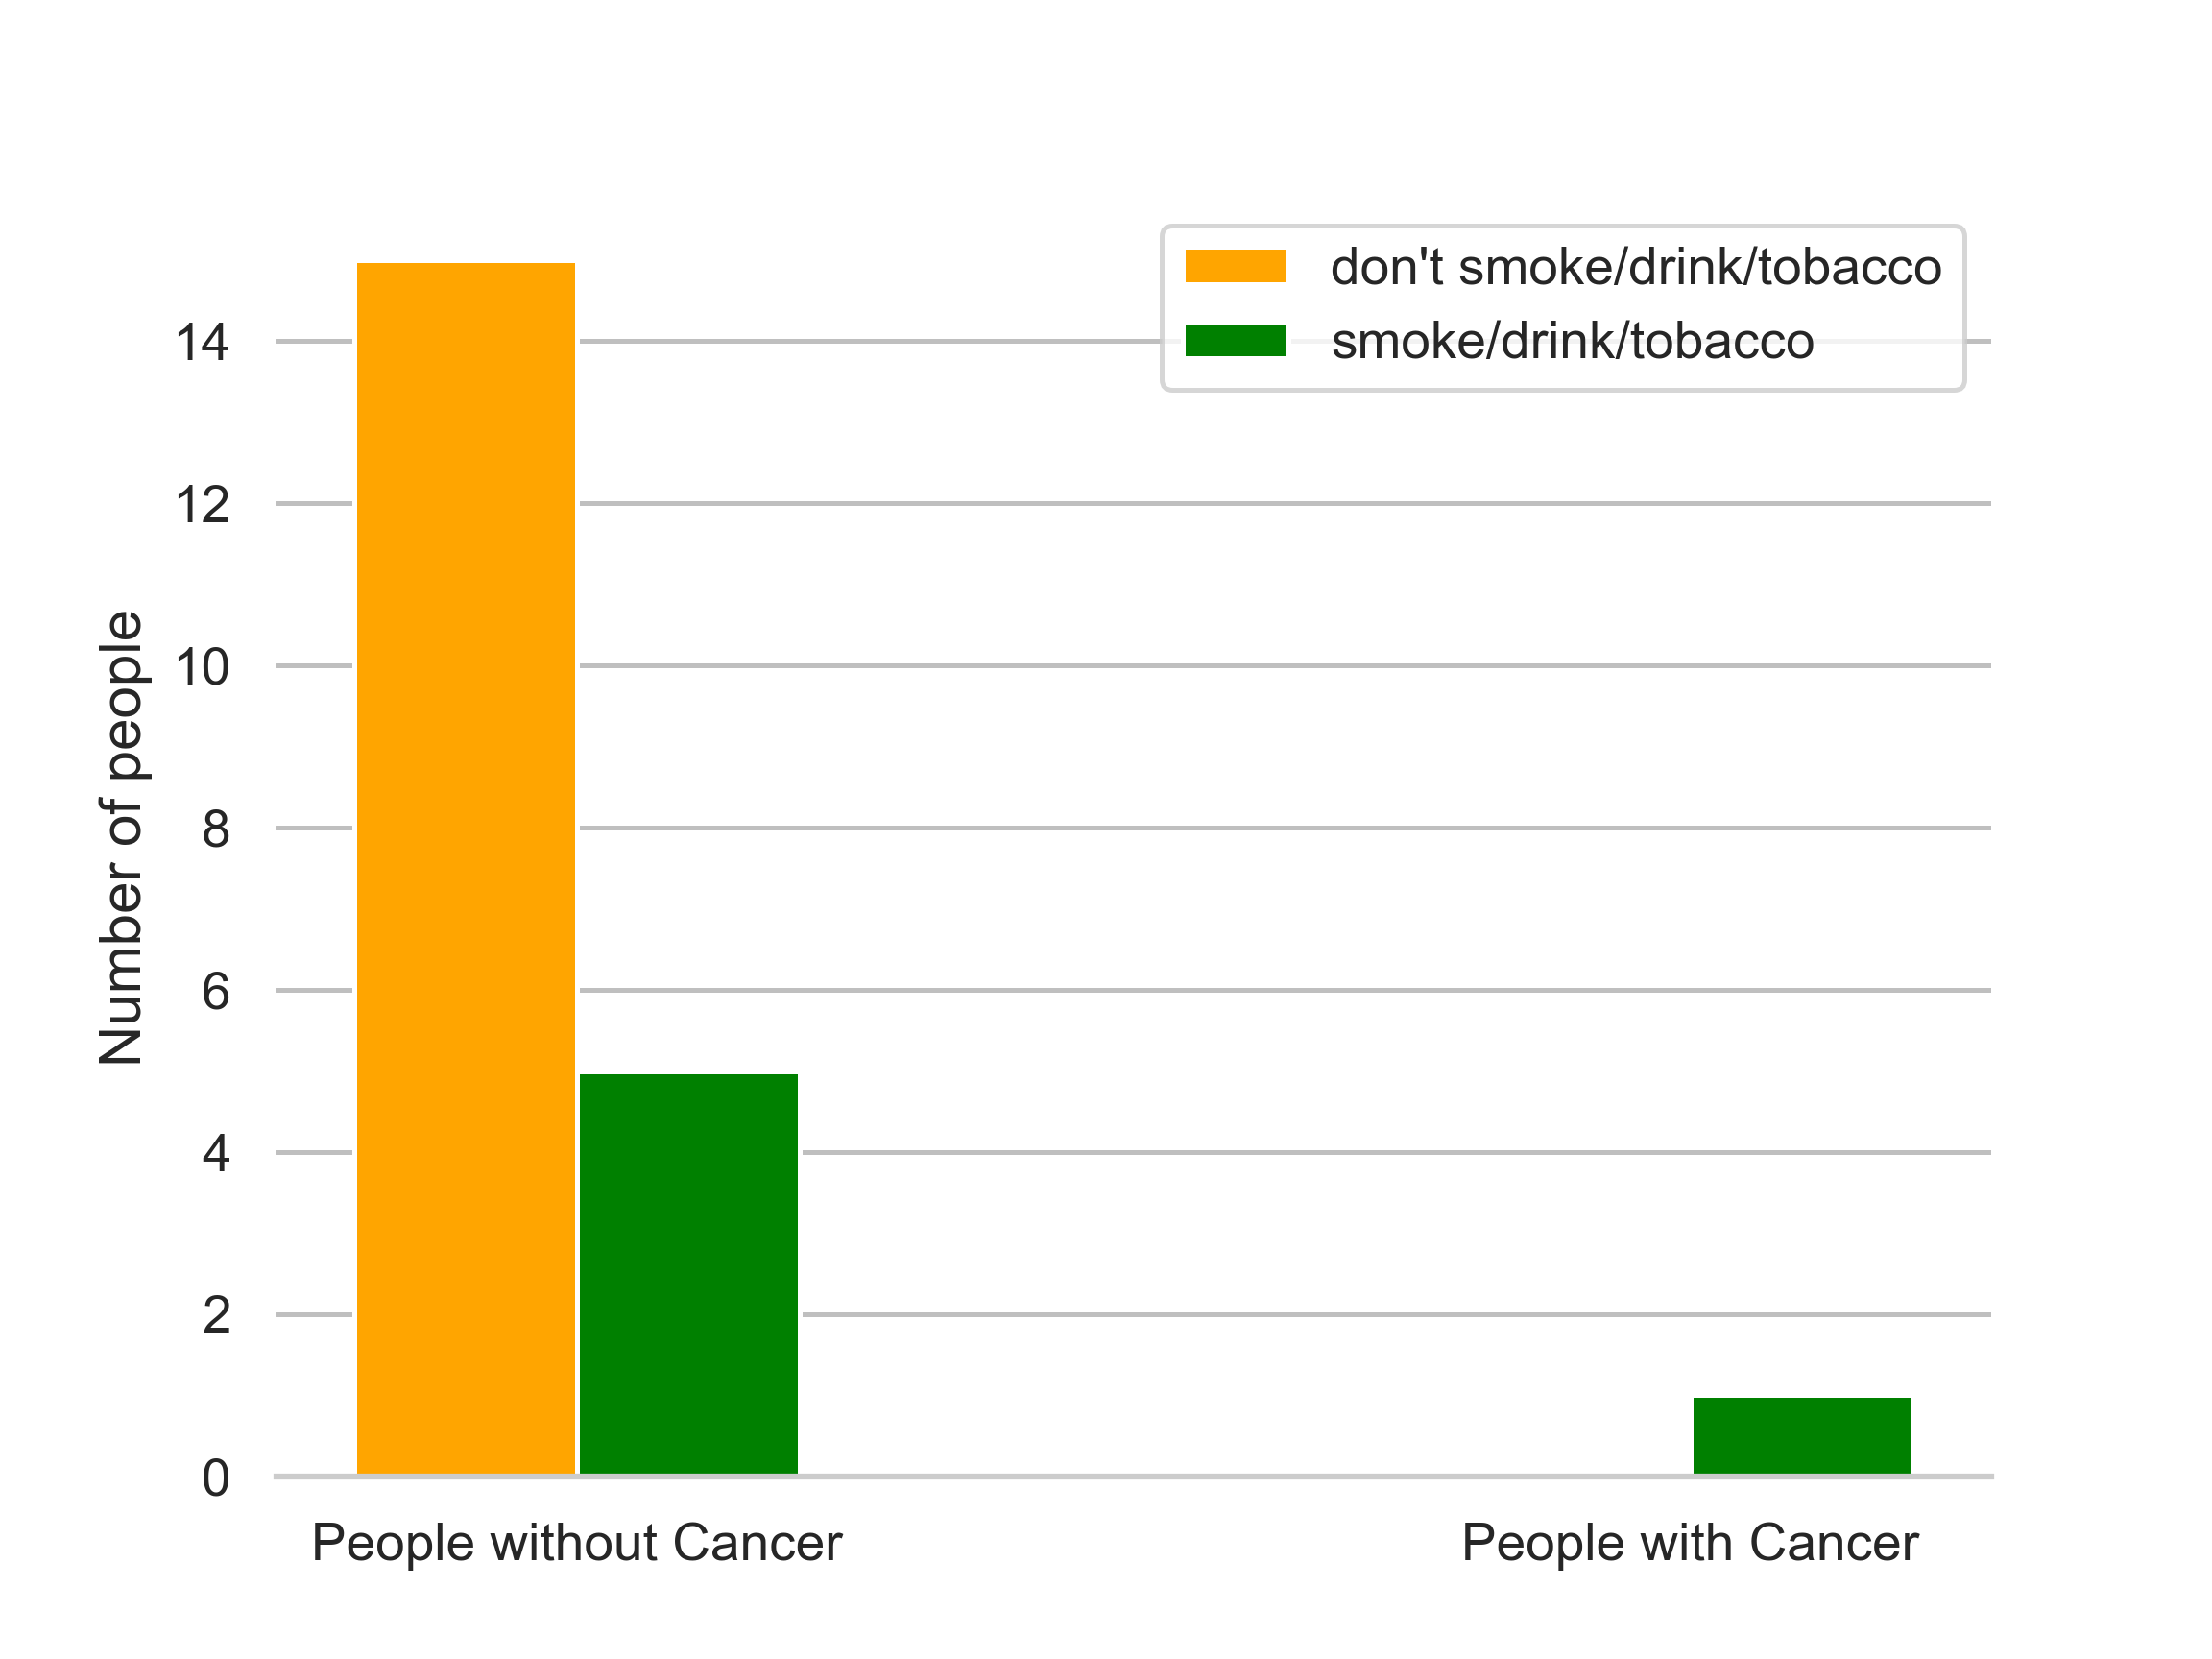 don't smoke/drink/tobacco
smoke/drink/tobacco
Number of people
14
12
10
8
6
4
2
0
People without Cancer
People with Cancer